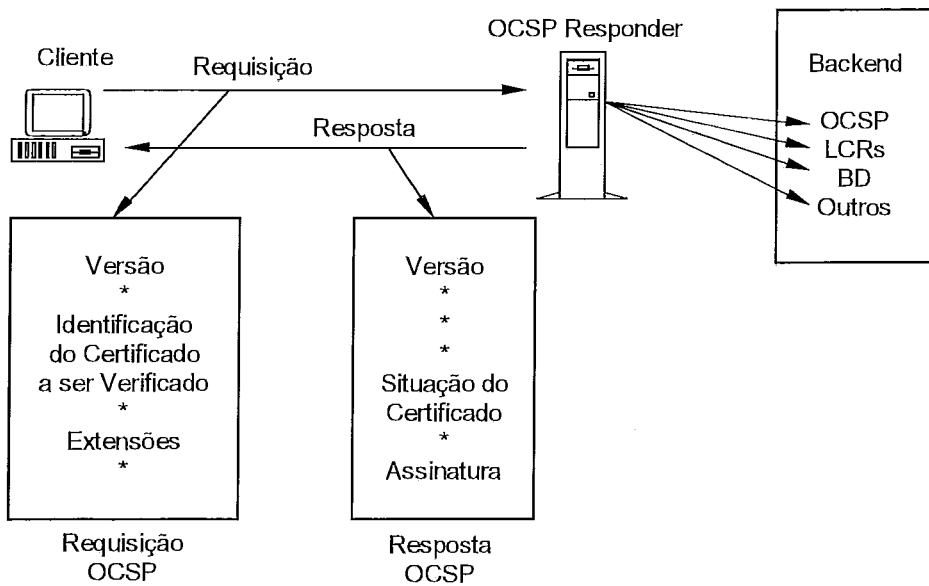 OCSP Responder
Cliente
Requisição
Resposta
Backend
OCSP
LCRs
BD
Outros
Versão
*
Identificação
do Certificado
a ser Verificado
*
Extensões
*
Requisição
OCSP
Versão
*
*
*
Situação do
Certificado
*
Assinatura
Resposta
OCSP